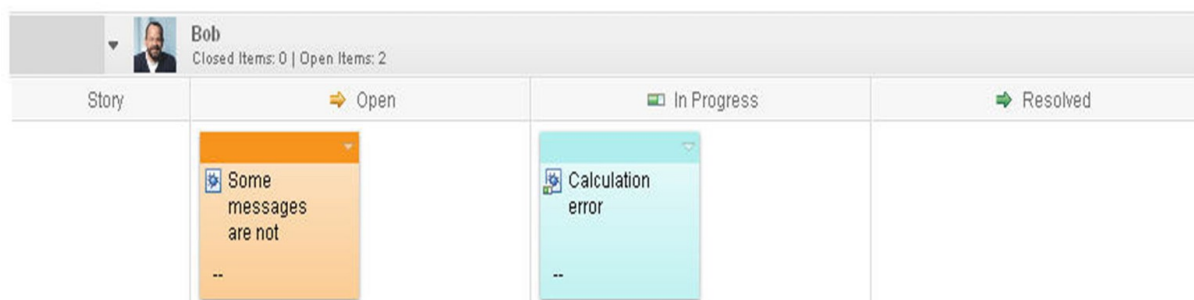 Bob
Closed Items: 0 | Open Items: 2
Story
Open
In Progress
Resolved
Some
messages
are not
--
Calculation
error
--